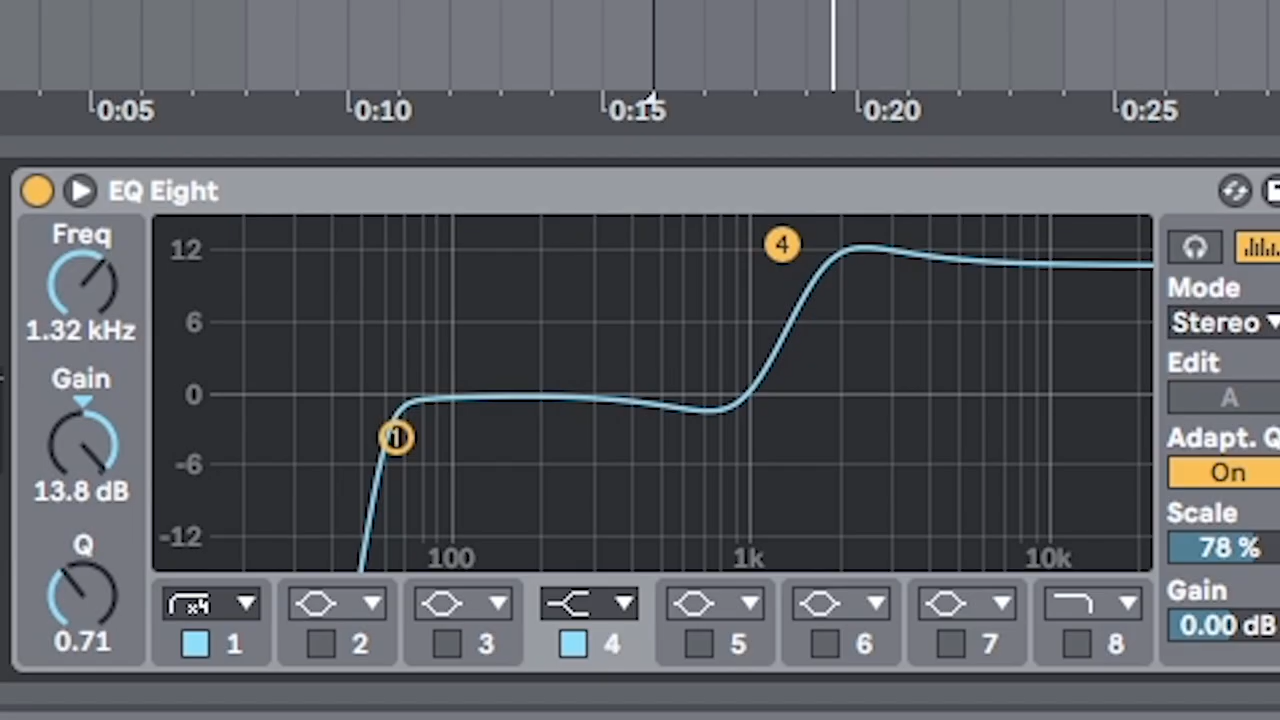 0:05 0:10 0:15 0:20 0:25
EQ Eight
Freq
1.32 kHz
Gain
13.8 dB
Q
0.71
12
6
0
-6
-12
100 1k 10k
4
1
x4
1 2 3 4 5 6 7 8
Mode
Stereo
Edit
A
Adapt. Q
On
Scale
78 %
Gain
0.00 dB